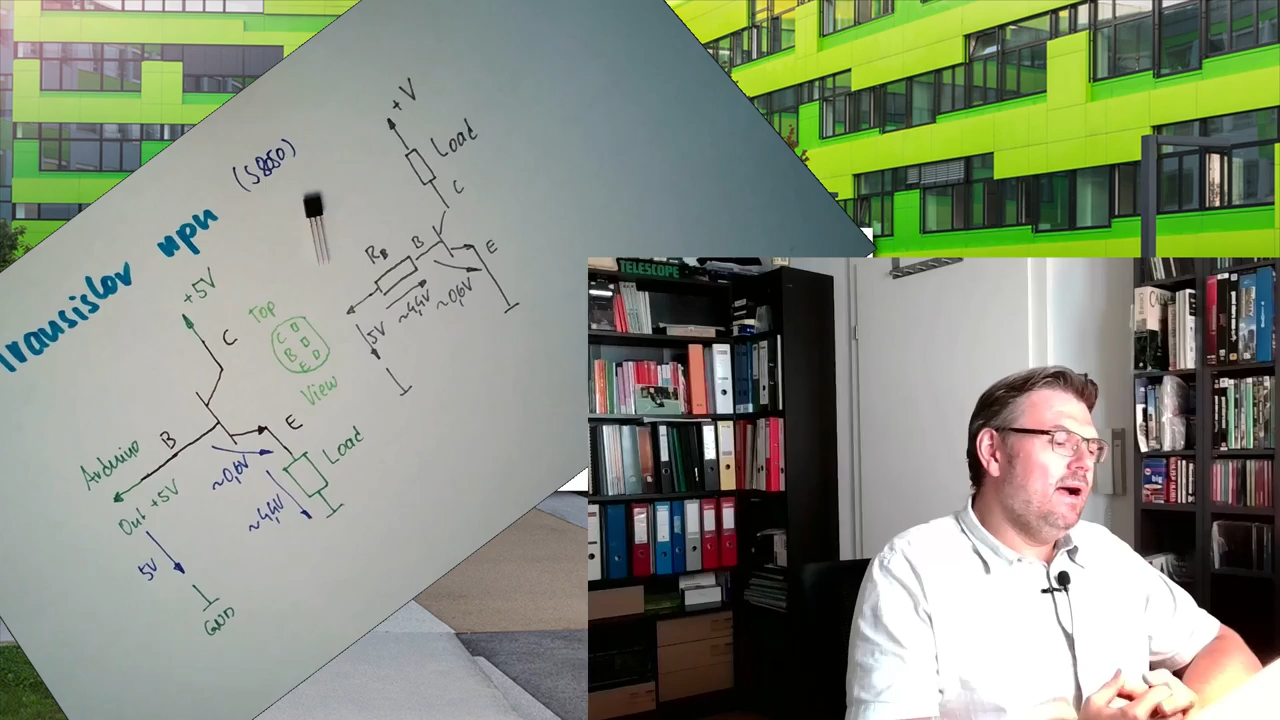 Transistor npn (S8050)
+5V
C
B
E
Arduino
Out +5V
5V
GND
~0,6V
~4,4V
Load
Top
C
B
E
View
+V
Load
C
RB
B
E
5V
~4,4V
~0,6V
TELESCOPE
big